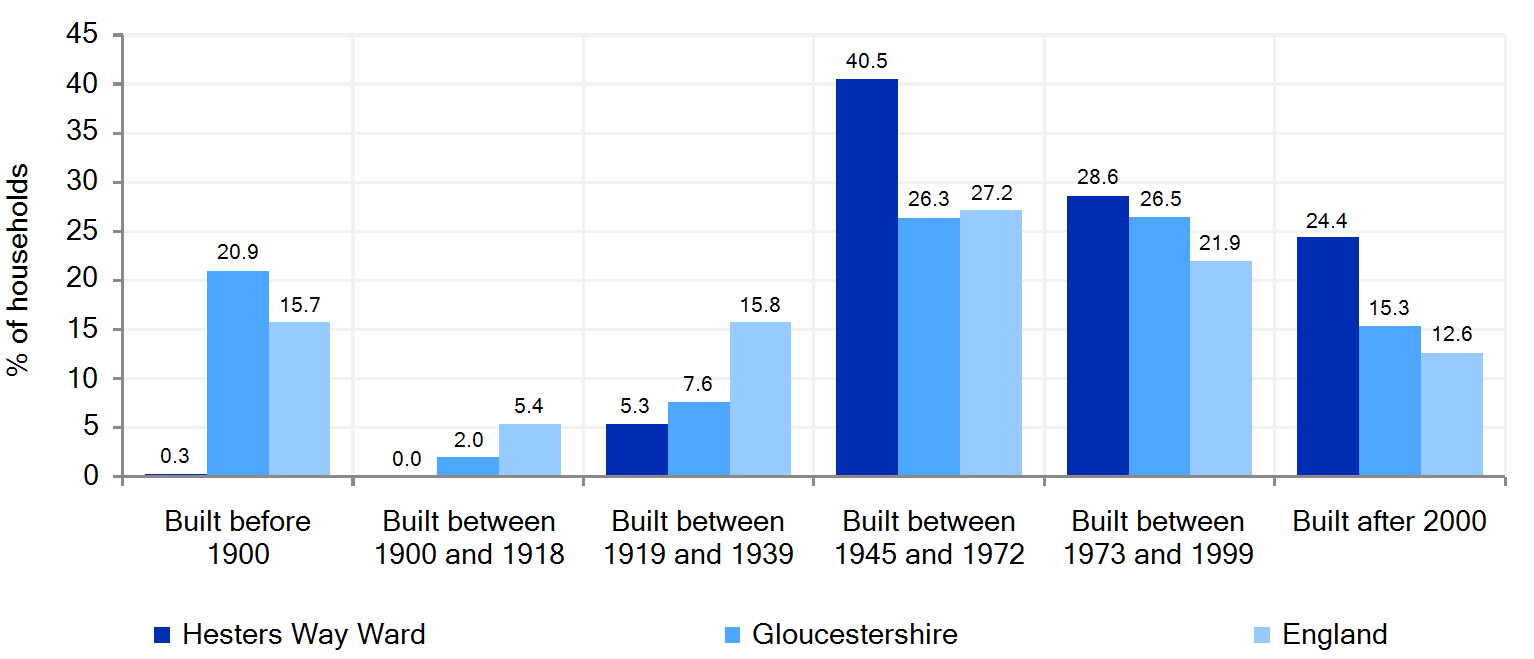 % of households
45
40
35
30
25
20
15
10
5
0
0.3
20.9
15.7
0.0
2.0
5.4
5.3
7.6
15.8
40.5
26.3
27.2
28.6
26.5
21.9
24.4
15.3
12.6
Built before
1900
Built between
1900 and 1918
Built between
1919 and 1939
Built between
1945 and 1972
Built between
1973 and 1999
Built after 2000
Hesters Way Ward
Gloucestershire
England